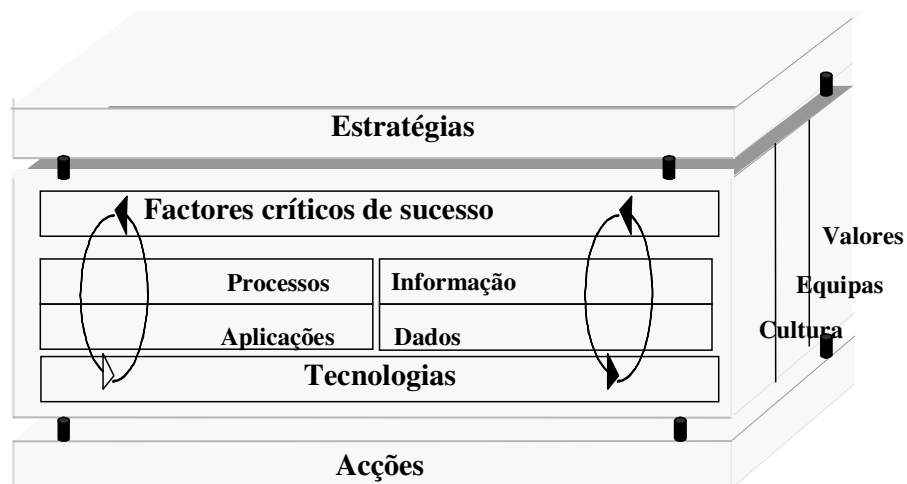 Estratégias
Factores críticos de sucesso
Valores
Processos
Informação
Equipas
Aplicações
Dados
Cultura
Tecnologias
Acções